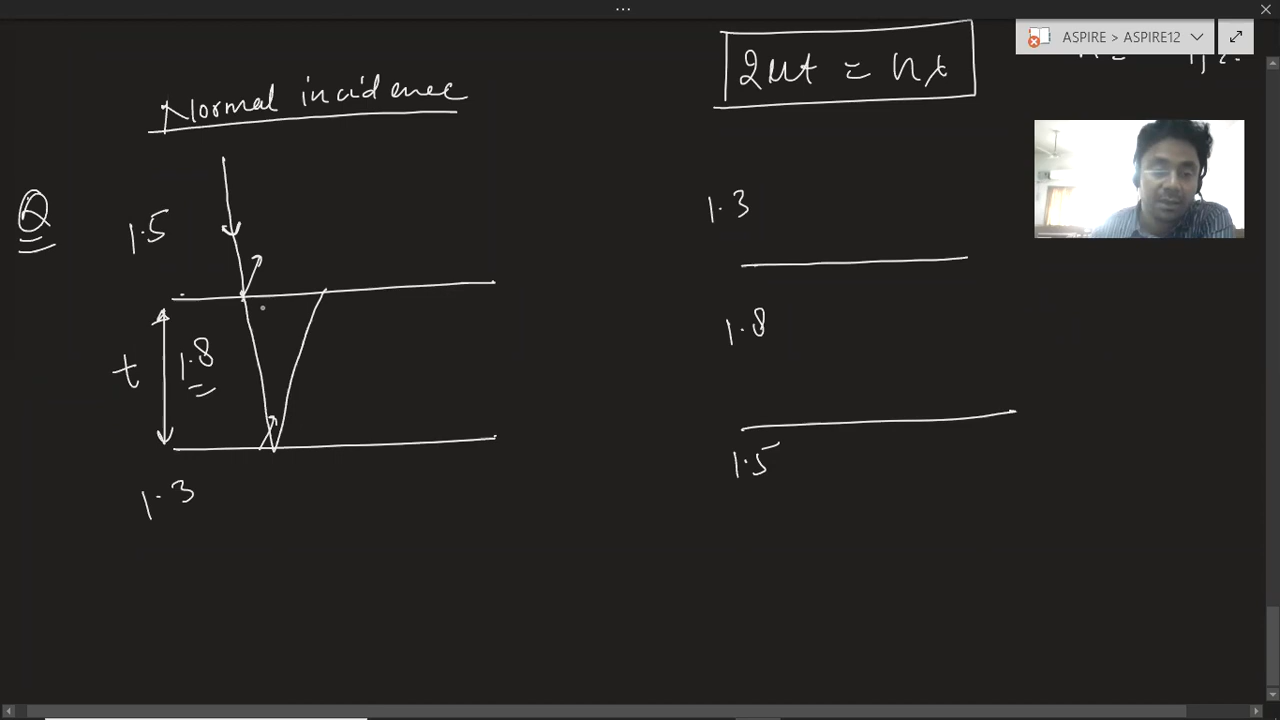 ASPIRE > ASPIRE12
2μt = nλ
Normal incidence
Q
1.5
t
1.8
1.3
1.3
1.8
1.5